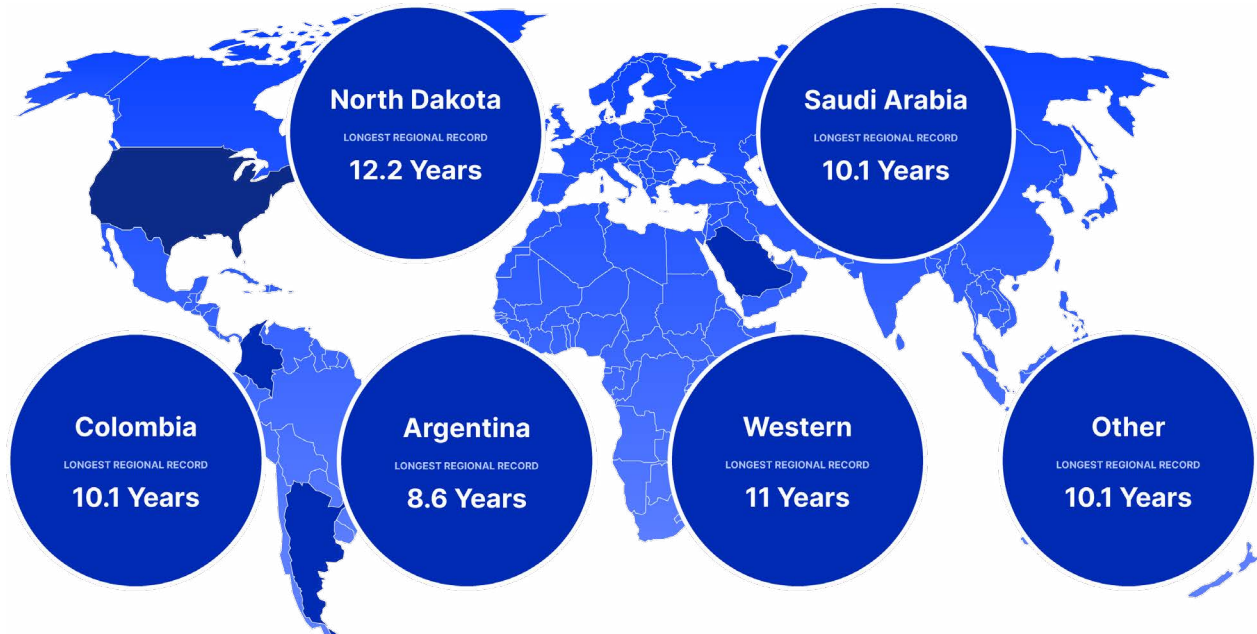 North Dakota
LONGEST REGIONAL RECORD
12.2 Years
Saudi Arabia
LONGEST REGIONAL RECORD
10.1 Years
Colombia
LONGEST REGIONAL RECORD
10.1 Years
Argentina
LONGEST REGIONAL RECORD
8.6 Years
Western
LONGEST REGIONAL RECORD
11 Years
Other
LONGEST REGIONAL RECORD
10.1 Years